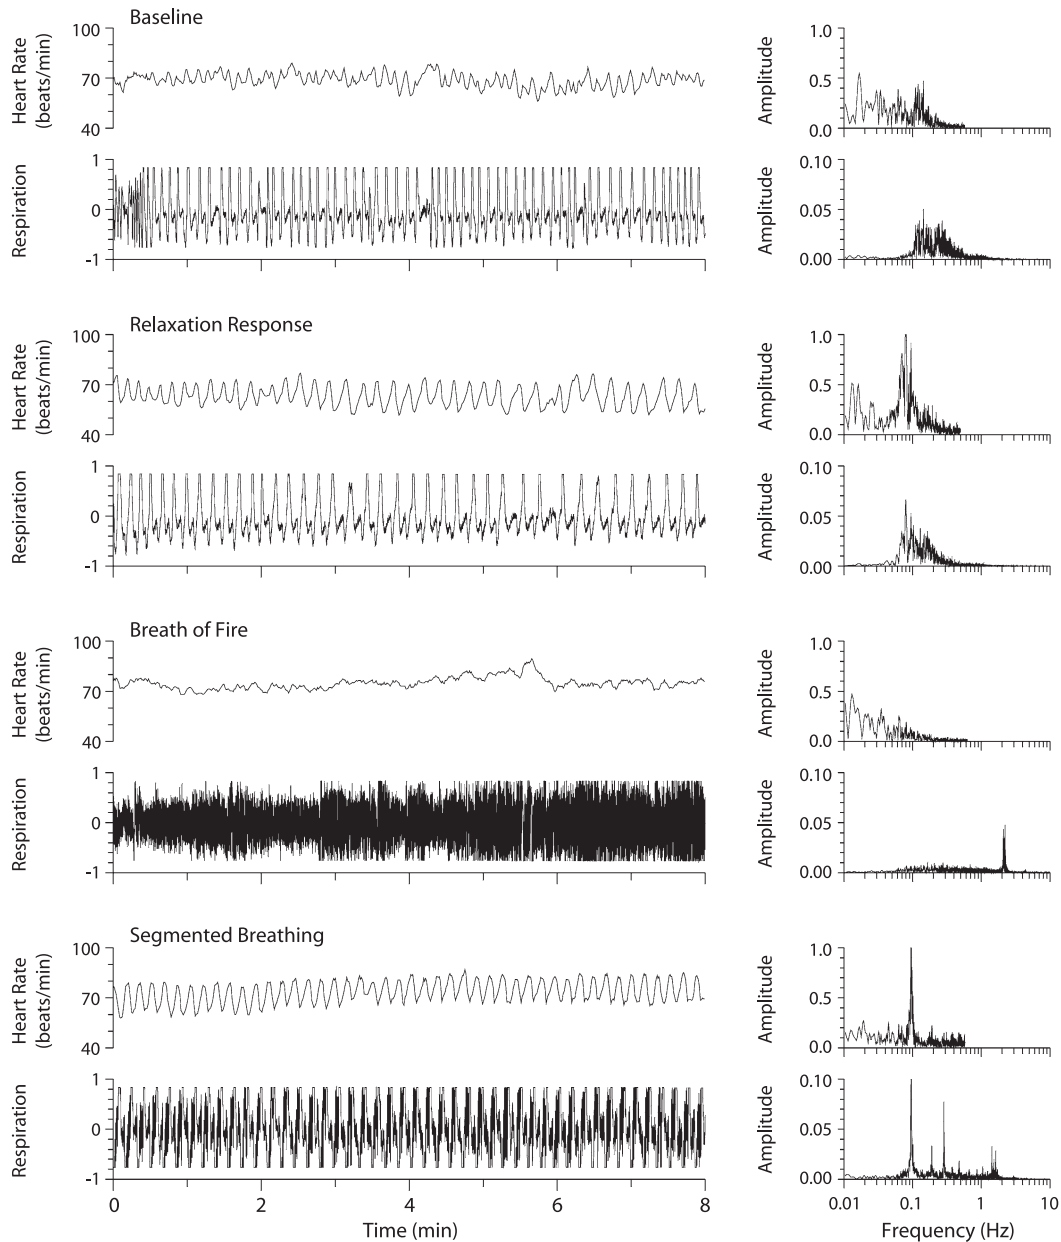 Baseline
Heart Rate
(beats/min)
100
70
40
Amplitude
1.0
0.5
0.0
Respiration
1
0
-1
Amplitude
0.10
0.05
0.00
Relaxation Response
Heart Rate
(beats/min)
100
70
40
Amplitude
1.0
0.5
0.0
Respiration
1
0
-1
Amplitude
0.10
0.05
0.00
Breath of Fire
Heart Rate
(beats/min)
100
70
40
Amplitude
1.0
0.5
0.0
Respiration
1
0
-1
Amplitude
0.10
0.05
0.00
Segmented Breathing
Heart Rate
(beats/min)
100
70
40
Amplitude
1.0
0.5
0.0
Respiration
1
0
-1
Amplitude
0.10
0.05
0.00
0 2 4 6 8
Time (min)
0.01 0.1 1 10
Frequency (Hz)